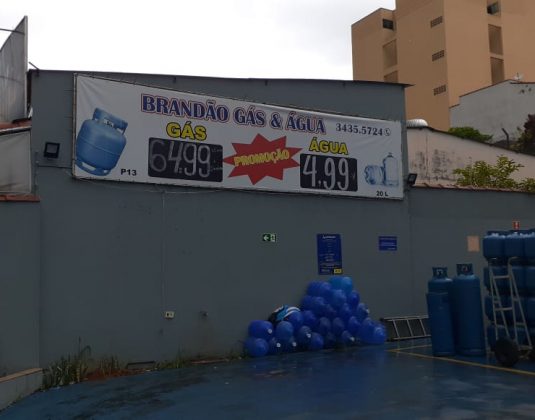 BRANDÃO GÁS & ÁGUA
3435.5724
GÁS
64.99
P13
PROMOÇÃO
ÁGUA
4.99
20 L